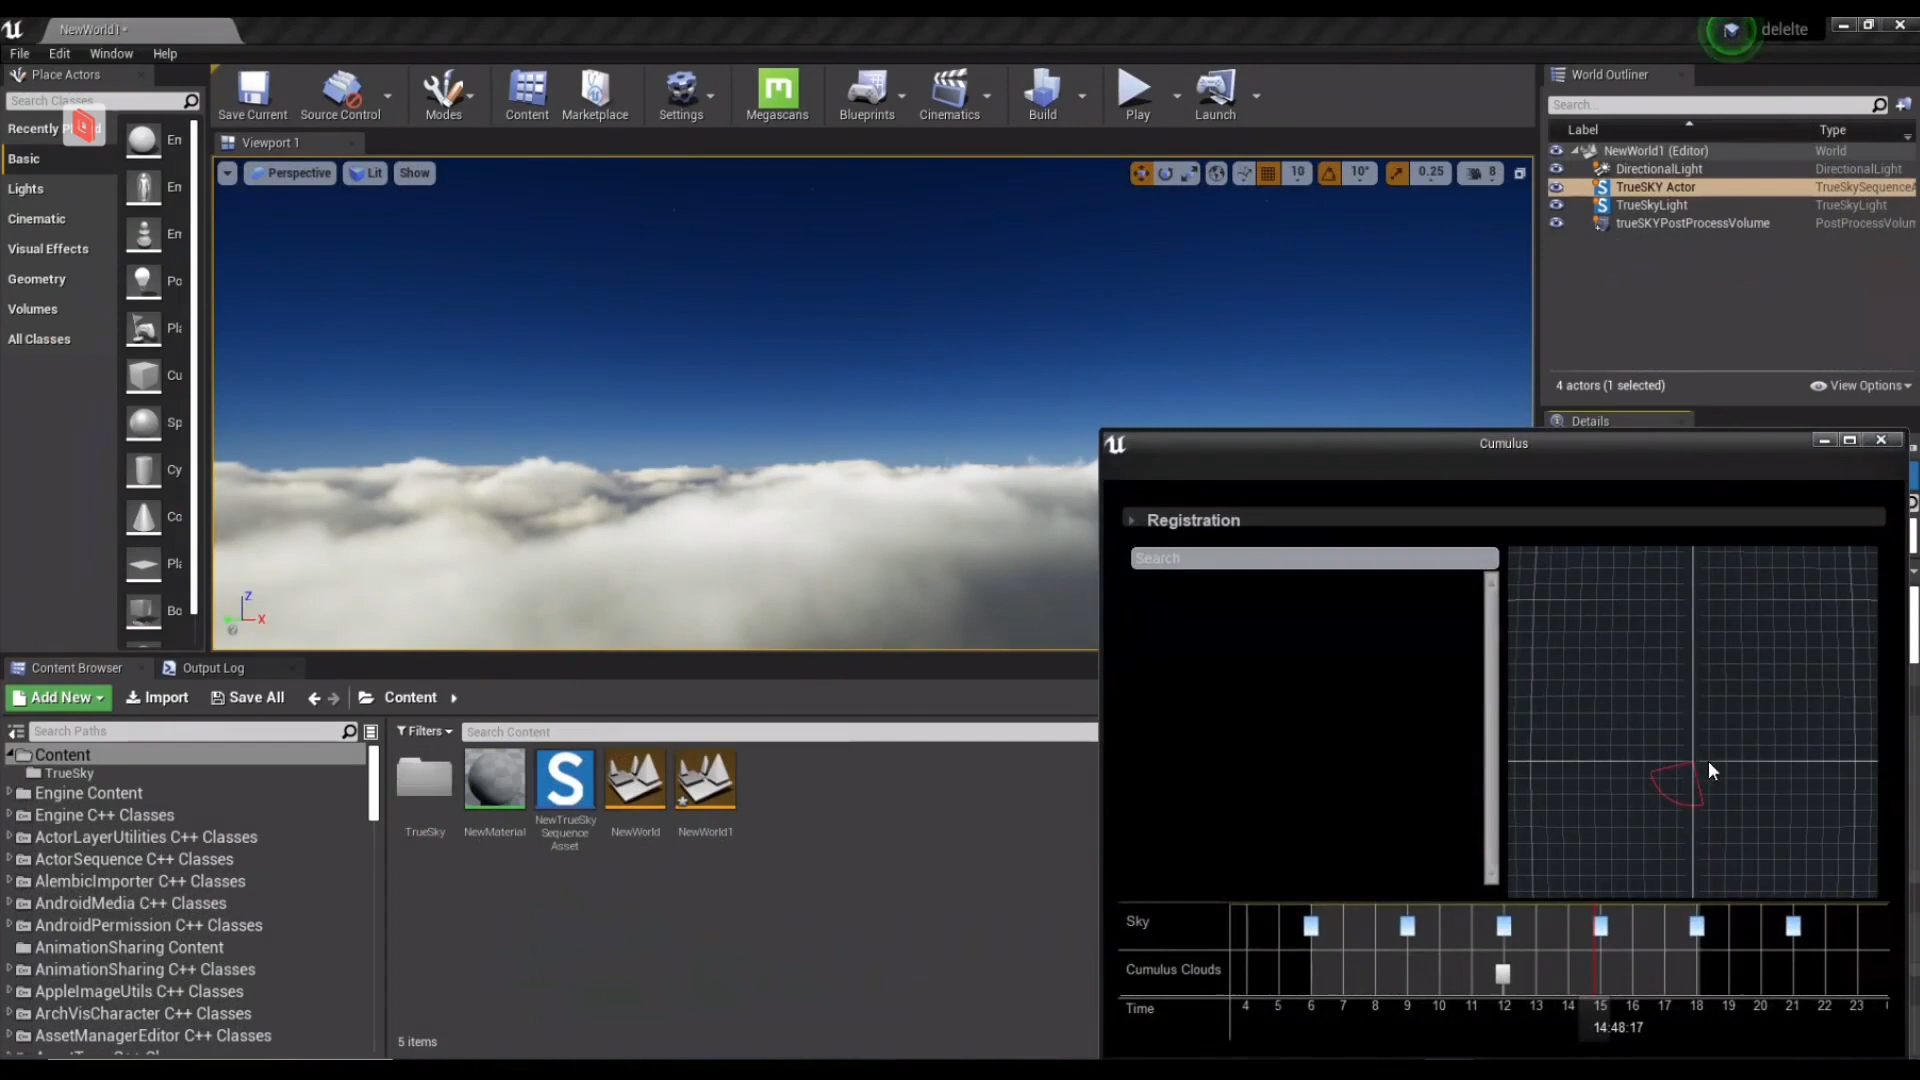 NewWorld1*
delelte
File Edit Window Help
Place Actors
Search Classes
Recently P
Basic
Lights
Cinematic
Visual Effects
Geometry
Volumes
All Classes
En
En
En
Po
Pla
Cu
Sp
Cy
Co
Pla
Bo
Save Current Source Control Modes Content Marketplace Settings Megascans Blueprints Cinematics Build Play Launch
Viewport 1
Perspective Lit Show
10 10° 0.25 8
Z
X
World Outliner
Search...
Label Type
NewWorld1 (Editor) World
DirectionalLight DirectionalLight
TrueSKY Actor TrueSkySequenceA
TrueSkyLight TrueSkyLight
trueSKYPostProcessVolume PostProcessVolum
4 actors (1 selected) View Options
Details
Cumulus
Registration
Search
Sky
Cumulus Clouds
Time 4 5 6 7 8 9 10 11 12 13 14 15 16 17 18 19 20 21 22 23
14:48:17
Content Browser Output Log
Add New Import Save All Content
Search Paths
Filters Search Content
Content
TrueSky
Engine Content
Engine C++ Classes
ActorLayerUtilities C++ Classes
ActorSequence C++ Classes
AlembicImporter C++ Classes
AndroidMedia C++ Classes
AndroidPermission C++ Classes
AnimationSharing Content
AnimationSharing C++ Classes
AppleImageUtils C++ Classes
ArchVisCharacter C++ Classes
AssetManagerEditor C++ Classes
TrueSky
NewMaterial
NewTrueSky
Sequence
Asset
NewWorld
NewWorld1
5 items